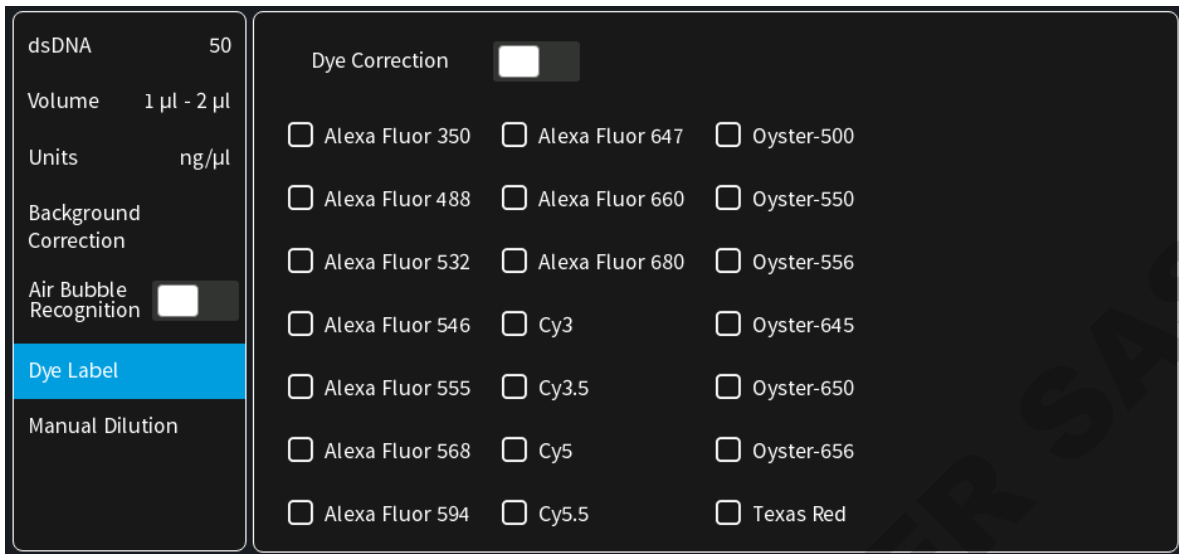 dsDNA 50
Volume 1 µl - 2 µl
Units ng/µl
Background
Correction
Air Bubble
Recognition
Dye Label
Manual Dilution
Dye Correction
Alexa Fluor 350 Alexa Fluor 647 Oyster-500
Alexa Fluor 488 Alexa Fluor 660 Oyster-550
Alexa Fluor 532 Alexa Fluor 680 Oyster-556
Alexa Fluor 546 Cy3 Oyster-645
Alexa Fluor 555 Cy3.5 Oyster-650
Alexa Fluor 568 Cy5 Oyster-656
Alexa Fluor 594 Cy5.5 Texas Red